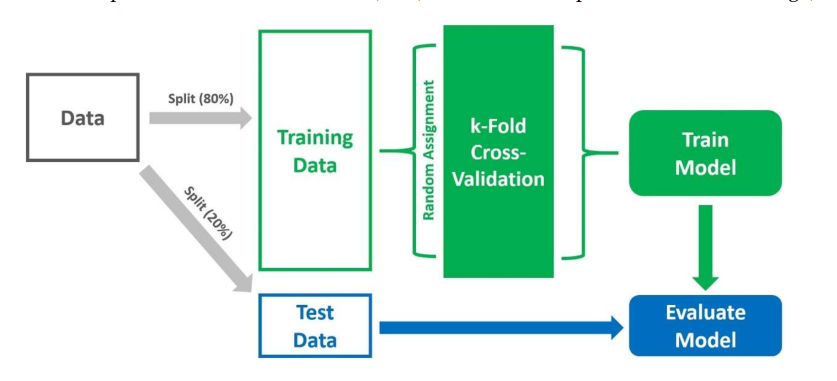 Data
Split (80%)
Split (20%)
Training
Data
Random Assignment
k-Fold
Cross-
Validation
Train
Model
Test
Data
Evaluate
Model